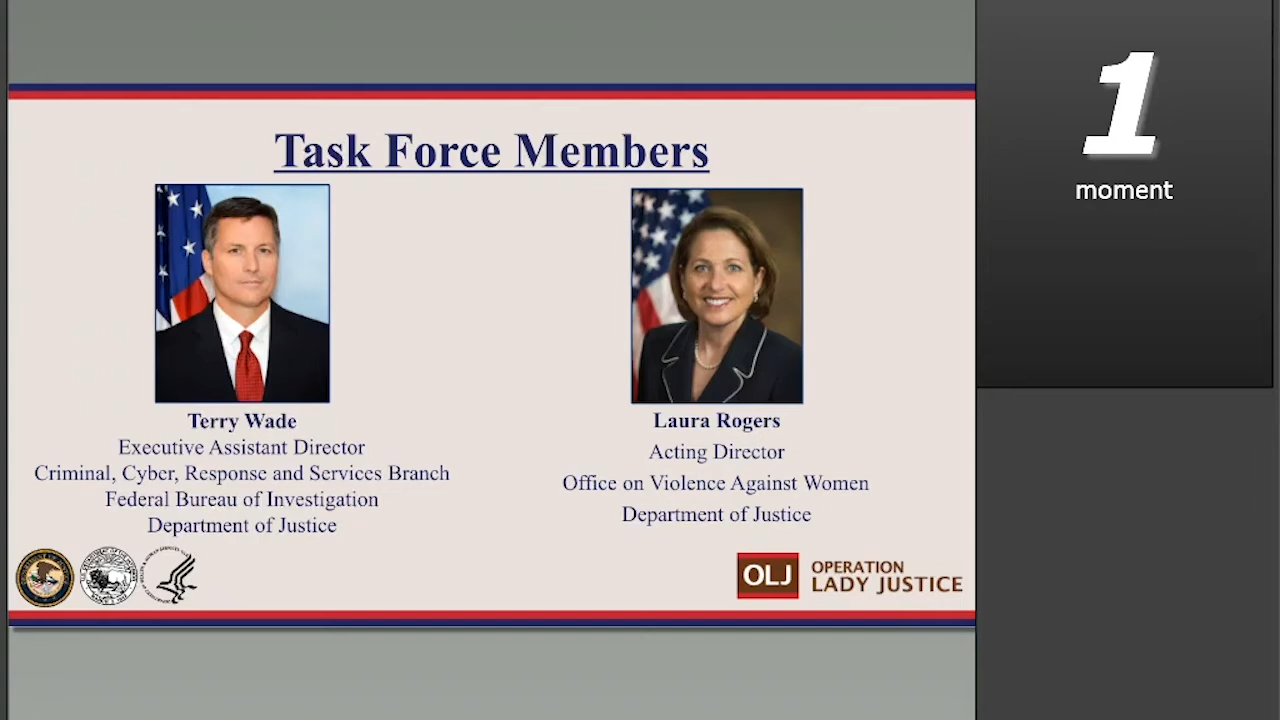 Task Force Members
Terry Wade
Executive Assistant Director
Criminal, Cyber, Response and Services Branch
Federal Bureau of Investigation
Department of Justice
Laura Rogers
Acting Director
Office on Violence Against Women
Department of Justice
OLJ
OPERATION
LADY JUSTICE
1
moment